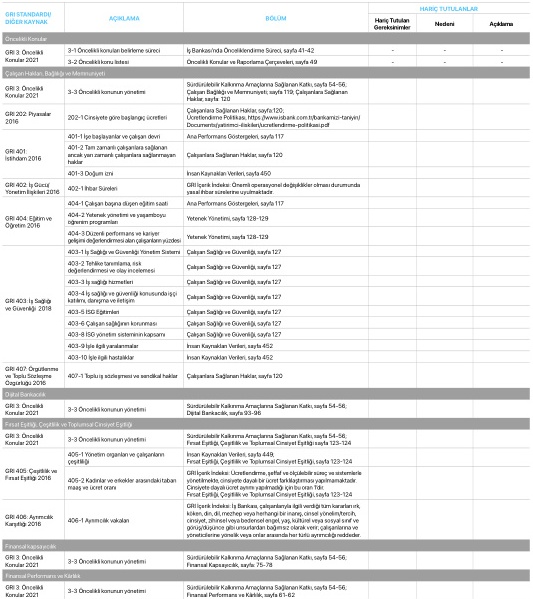 HARİÇ TUTULANLAR
GRI STANDARDI/
DİĞER KAYNAK
AÇIKLAMA
BÖLÜM
Hariç Tutulan
Gereksinimler
Nedeni
Açıklama
Öncelikli Konular
GRI 3: Öncelikli
Konular 2021
3-1 Öncelikli konuları belirleme süreci
İş Bankası'nda Önceliklendirme Süreci, sayfa 41-42
-
-
-
3-2 Öncelikli konu listesi
Öncelikli Konular ve Raporlama Çerçeveleri, sayfa 49
-
-
-
Çalışan Hakları, Bağlılığı ve Memnuniyeti
GRI 3: Öncelikli
Konular 2021
3-3 Öncelikli konunun yönetimi
Sürdürülebilir Kalkınma Amaçlarına Sağlanan Katkı, sayfa 54-56;
Çalışan Bağlılığı ve Memnuniyeti; sayfa 119; Çalışanlara Sağlanan
Haklar, sayfa 120
GRI 202: Piyasalar
2016
202-1 Cinsiyete göre başlangıç ücretleri
Çalışanlara Sağlanan Haklar, sayfa 120;
Ücretlendirme Politikası, https://www.isbank.com.tr/bankamizi-taniyin/
Documents/yatirimci-iliskileri/ucretlendirme-politikasi.pdf
GRI 401:
İstihdam 2016
401-1 İşe başlayanlar ve çalışan devri
Ana Performans Göstergeleri, sayfa 117
401-2 Tam zamanlı çalışanlara sağlanan
ancak yarı zamanlı çalışanlara sağlanmayan
haklar
Çalışanlara Sağlanan Haklar, sayfa 120
401-3 Doğum izni
İnsan Kaynakları Verileri, sayfa 450
GRI 402: İş Gücü/
Yönetim İlişkileri 2016
402-1 İhbar Süreleri
GRI İçerik İndeksi: Önemli operasyonel değişiklikler olması durumunda
yasal ihbar sürelerine uyulmaktadır.
GRI 404: Eğitim ve
Öğretim 2016
404-1 Çalışan başına düşen eğitim saati
Ana Performans Göstergeleri, sayfa 117
404-2 Yetenek yönetimi ve yaşamboyu
öğrenim programları
Yetenek Yönetimi, sayfa 128-129
404-3 Düzenli performans ve kariyer
gelişimi değerlendirmesi alan çalışanların yüzdesi
Yetenek Yönetimi, sayfa 128-129
GRI 403: İş Sağlığı
ve Güvenliği 2018
403-1 İş Sağlığı ve Güvenliği Yönetim Sistemi
Çalışan Sağlığı ve Güvenliği, sayfa 127
403-2 Tehlike tanımlama, risk
değerlendirmesi ve olay incelemesi
Çalışan Sağlığı ve Güvenliği, sayfa 127
403-3 İş sağlığı hizmetleri
Çalışan Sağlığı ve Güvenliği, sayfa 127
403-4 İş sağlığı ve güvenliği konusunda işçi
katılımı, danışma ve iletişim
Çalışan Sağlığı ve Güvenliği, sayfa 127
403-5 İSG Eğitimleri
Çalışan Sağlığı ve Güvenliği, sayfa 127
403-6 Çalışan sağlığının korunması
Çalışan Sağlığı ve Güvenliği, sayfa 127
403-8 İSG yönetim sisteminin kapsamı
Çalışan Sağlığı ve Güvenliği, sayfa 127
403-9 İşle ilgili yaralanmalar
İnsan Kaynakları Verileri, sayfa 452
403-10 İşle ilgili hastalıklar
İnsan Kaynakları Verileri, sayfa 452
GRI 407: Örgütlenme
ve Toplu Sözleşme
Özgürlüğü 2016
407-1 Toplu iş sözleşmesi ve sendikal haklar
Çalışanlara Sağlanan Haklar, sayfa 120
Dijital Bankacılık
GRI 3: Öncelikli
Konular 2021
3-3 Öncelikli konunun yönetimi
Sürdürülebilir Kalkınma Amaçlarına Sağlanan Katkı, sayfa 54-56;
Dijital Bankacılık, sayfa 93-96
Fırsat Eşitliği, Çeşitlilik ve Toplumsal Cinsiyet Eşitliği
GRI 3: Öncelikli
Konular 2021
3-3 Öncelikli konunun yönetimi
Sürdürülebilir Kalkınma Amaçlarına Sağlanan Katkı, sayfa 54-56;
Fırsat Eşitliği, Çeşitlilik ve Toplumsal Cinsiyet Eşitliği, sayfa 123-124
GRI 405: Çeşitlilik ve
Fırsat Eşitliği 2016
405-1 Yönetim organları ve çalışanların
çeşitliliği
İnsan Kaynakları Verileri, sayfa 449;
Fırsat Eşitliği, Çeşitlilik ve Toplumsal Cinsiyet Eşitliği, sayfa 123-124
405-2 Kadınlar ve erkekler arasındaki taban
maaş ve ücret oranı
GRI İçerik İndeksi: Ücretlendirme, şeffaf ve ölçülebilir süreç ve sistemlerle
yönetilmekte, cinsiyete dayalı bir ücret farklılaştırması yapılmamaktadır.
Cinsiyete dayalı ücret ayrımı yapılmadığı için bu oran 1'dir.
Fırsat Eşitliği, Çeşitlilik ve Toplumsal Cinsiyet Eşitliği, sayfa 123-124
GRI 406: Ayrımcılık
Karşıtlığı 2016
406-1 Ayrımcılık vakaları
GRI İçerik İndeksi: İş Bankası, çalışanlarıyla ilgili verdiği tüm kararları ırk,
köken, din, dil, mezhep veya herhangi bir inanış, cinsel yönelim/tercih,
cinsiyet, zihinsel veya bedensel engel, yaş, kültürel veya sosyal sınıf ve
görüş/düşünce gibi unsurlardan bağımsız olarak verir; çalışanlarına ve
yöneticilerine yönelik veya onlar arasında her türlü ayrımcılığı reddeder.
Finansal kapsayıcılık
GRI 3: Öncelikli
Konular 2021
3-3 Öncelikli konunun yönetimi
Sürdürülebilir Kalkınma Amaçlarına Sağlanan Katkı, sayfa 54-56;
Finansal Kapsayıcılık, sayfa 75-78
Finansal Performans ve Kârlılık
GRI 3: Öncelikli
Konular 2021
3-3 Öncelikli konunun yönetimi
Sürdürülebilir Kalkınma Amaçlarına Sağlanan Katkı, sayfa 54-56;
Finansal Performans ve Kârlılık, sayfa 61-62